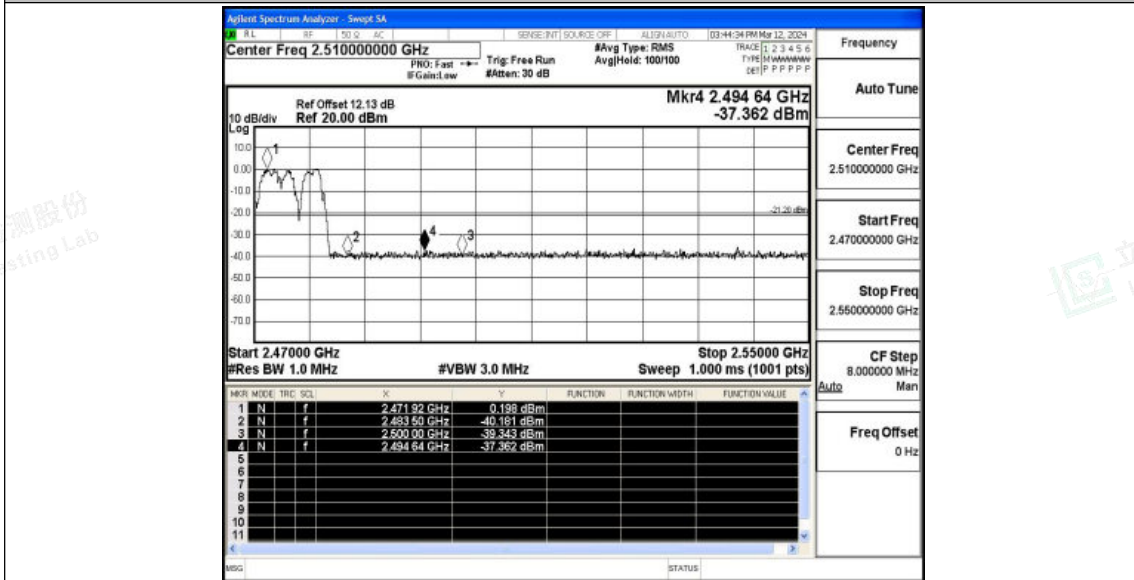 Agilent Spectrum Analyzer - Swept SA
RL RF 50 Ω AC SENSE:INT SOURCE OFF ALIGN AUTO 03:44:34 PM Mar 12, 2024
Center Freq 2.510000000 GHz
PNO: Fast
IFGain:Low
Trig: Free Run
#Atten: 30 dB
#Avg Type: RMS
Avg|Hold: 100/100
TRACE 1 2 3 4 5 6
TYPE M WWWWW
DET P P P P P P
Frequency
Auto Tune
Center Freq
2.510000000 GHz
Start Freq
2.470000000 GHz
Stop Freq
2.550000000 GHz
CF Step
8.000000 MHz
Auto Man
Freq Offset
0 Hz
Mkr4 2.494 64 GHz
-37.362 dBm
Ref Offset 12.13 dB
10 dB/div Ref 20.00 dBm
Log
10.0
0.00
-10.0
-20.0
-30.0
-40.0
-50.0
-60.0
-70.0
1
2
4
3
-21.20 dBm
Start 2.47000 GHz Stop 2.55000 GHz
#Res BW 1.0 MHz #VBW 3.0 MHz Sweep 1.000 ms (1001 pts)
MKR MODE TRC SCL X Y FUNCTION FUNCTION WIDTH FUNCTION VALUE
1 N f 2.471 92 GHz 0.198 dBm
2 N f 2.483 50 GHz -40.181 dBm
3 N f 2.500 00 GHz -39.343 dBm
4 N f 2.494 64 GHz -37.362 dBm
5
6
7
8
9
10
11
MSG STATUS
测股份
esting Lab
立